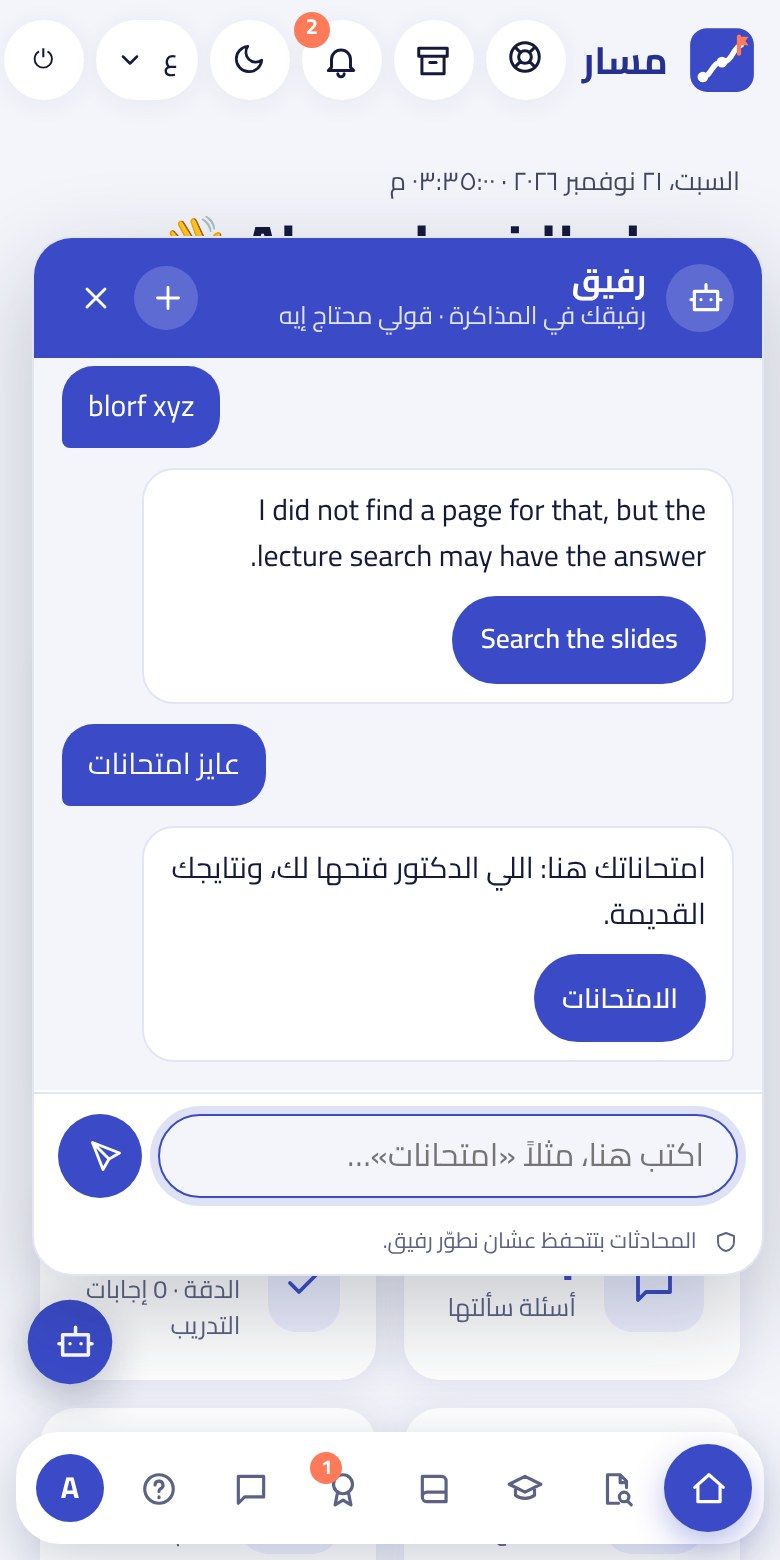 مسار
2
ع
السبت، ٢١ نوفمبر ٢٠٢٦ · ٠٣:٣٥:٠٠ م
رفيق
رفيقك في المذاكرة · قولي محتاج إيه
blorf xyz
I did not find a page for that, but the
lecture search may have the answer.
Search the slides
عايز امتحانات
امتحاناتك هنا: اللي الدكتور فتحها لك، ونتايجك
القديمة.
الامتحانات
اكتب هنا، مثلاً «امتحانات»...
المحادثات بتتحفظ عشان نطوّر رفيق.
أسئلة سألتها
الدقة · 0 إجابات
التدريب
1
A